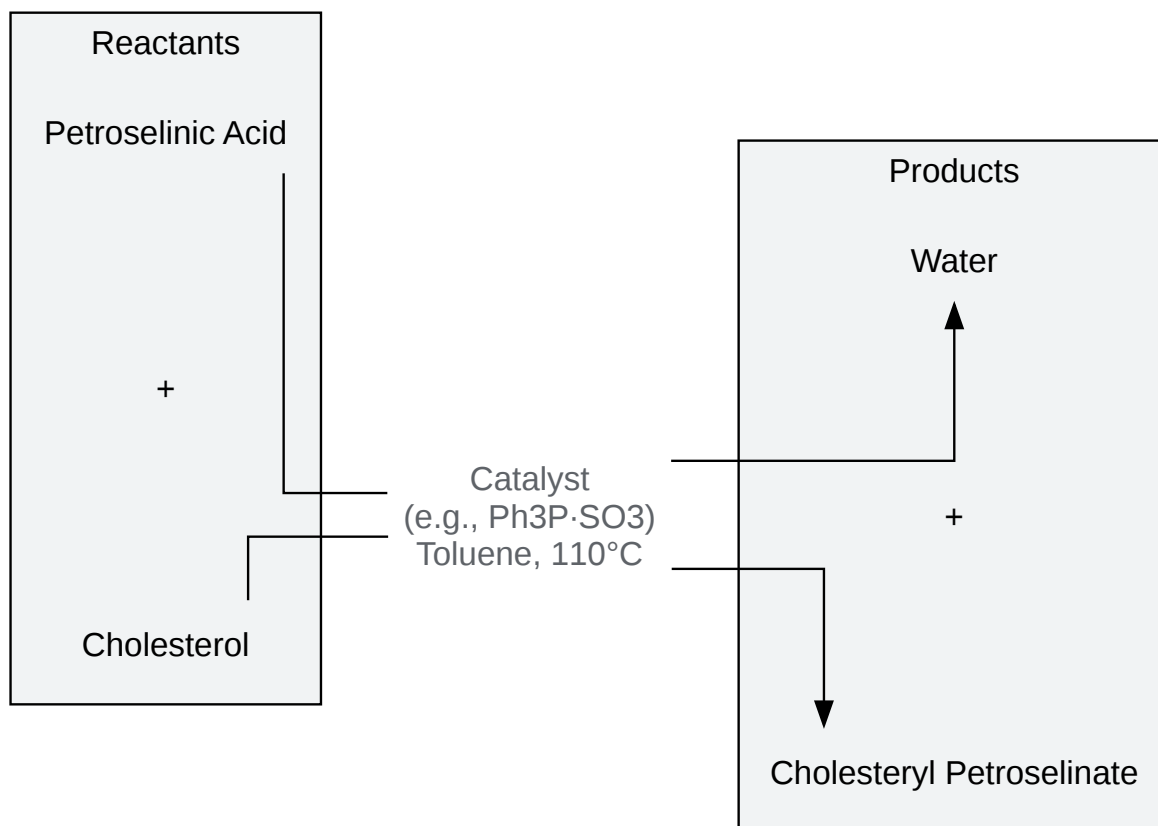 Reactants
Petroselinic Acid
+
Cholesterol
Catalyst
(e.g., Ph3P·SO3)
Toluene, 110°C
Products
Water
+
Cholesteryl Petroselinate